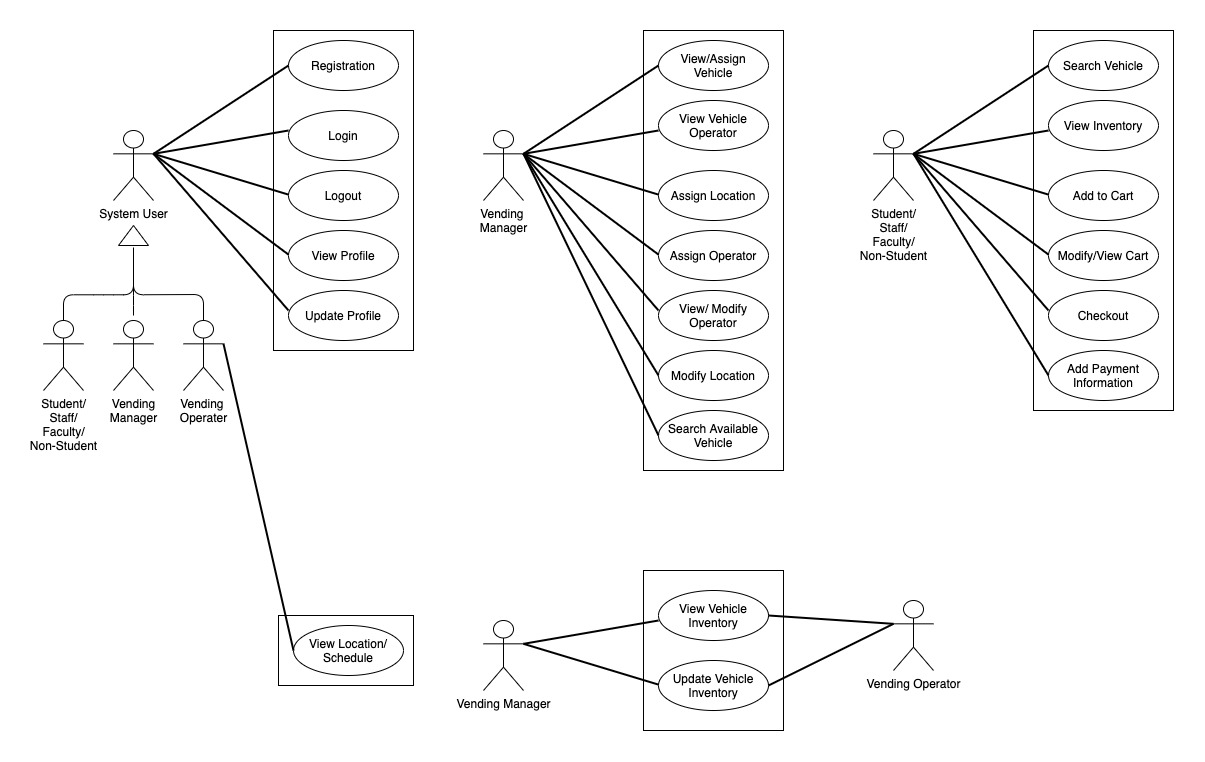 Registration
Login
Logout
View Profile
Update Profile
System User
Student/
Staff/
Faculty/
Non-Student
Vending
Manager
Vending
Operater
View Location/
Schedule
Vending
Manager
View/Assign
Vehicle
View Vehicle
Operator
Assign Location
Assign Operator
View/ Modify
Operator
Modify Location
Search Available
Vehicle
Student/
Staff/
Faculty/
Non-Student
Search Vehicle
View Inventory
Add to Cart
Modify/View Cart
Checkout
Add Payment
Information
Vending Manager
View Vehicle
Inventory
Update Vehicle
Inventory
Vending Operator